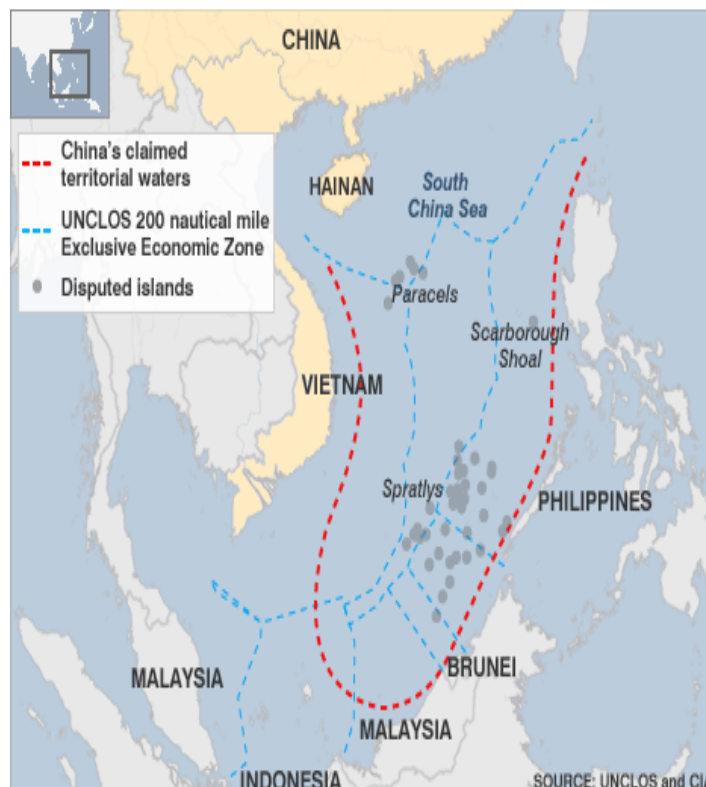 CHINA
China's claimed
territorial waters
UNCLOS 200 nautical mile
Exclusive Economic Zone
Disputed islands
HAINAN
South
China Sea
Paracels
Scarborough
Shoal
VIETNAM
Spratlys
PHILIPPINES
MALAYSIA
BRUNEI
MALAYSIA
INDONESIA
SOURCE: UNCLOS and CIA